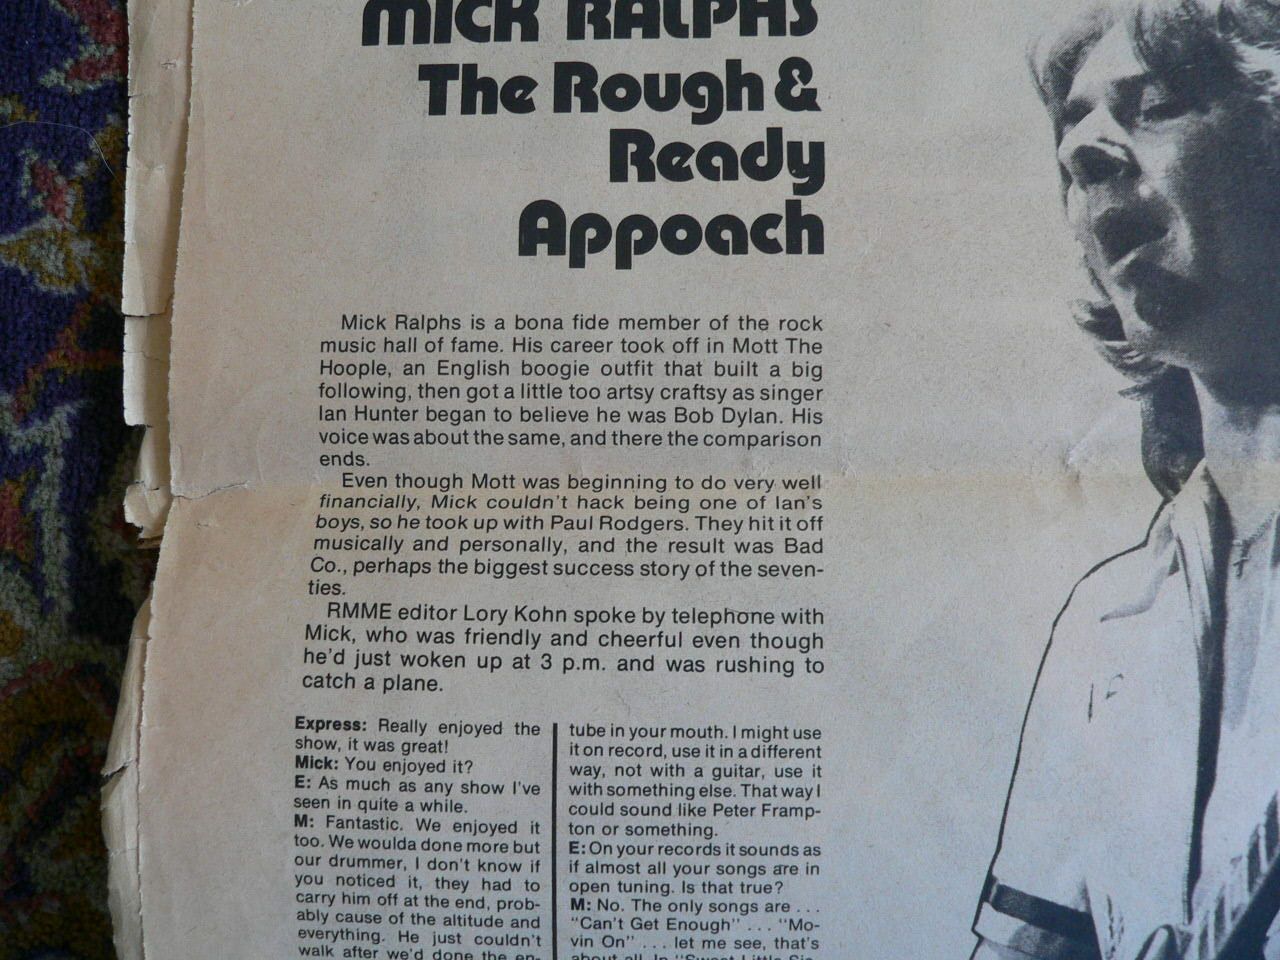 MICK RALPHS
The Rough &
Ready
Appoach
Mick Ralphs is a bona fide member of the rock
music hall of fame. His career took off in Mott The
Hoople, an English boogie outfit that built a big
following, then got a little too artsy craftsy as singer
Ian Hunter began to believe he was Bob Dylan. His
voice was about the same, and there the comparison
ends.
Even though Mott was beginning to do very well
financially, Mick couldn't hack being one of Ian's
boys, so he took up with Paul Rodgers. They hit it off
musically and personally, and the result was Bad
Co., perhaps the biggest success story of the seven-
ties.
RMME editor Lory Kohn spoke by telephone with
Mick, who was friendly and cheerful even though
he'd just woken up at 3 p.m. and was rushing to
catch a plane.
Express: Really enjoyed the
show, it was great!
Mick: You enjoyed it?
E: As much as any show I've
seen in quite a while.
M: Fantastic. We enjoyed it
too. We woulda done more but
our drummer, I don't know if
you noticed it, they had to
carry him off at the end, prob-
ably cause of the altitude and
everything. He just couldn't
walk after we'd done the en-
tube in your mouth. I might use
it on record, use it in a different
way, not with a guitar, use it
with something else. That way I
could sound like Peter Framp-
ton or something.
E: On your records it sounds as
if almost all your songs are in
open tuning. Is that true?
M: No. The only songs are . . .
"Can't Get Enough" . . . "Mo-
vin On" . . . let me see, that's
about all. In "Sweet Little Sis-